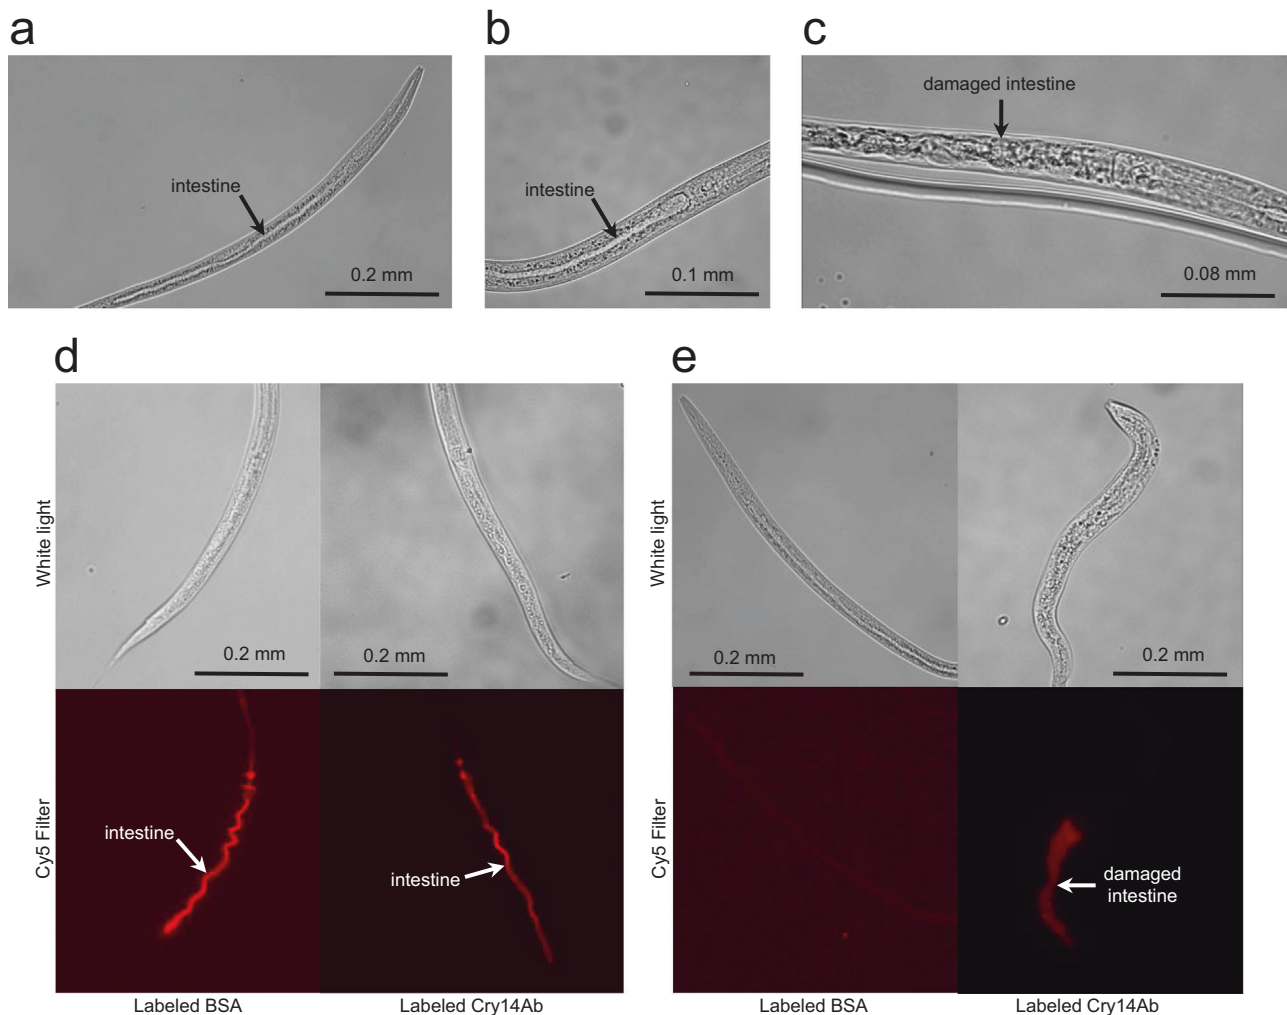 a
b
c
intestine
0.2 mm
intestine
0.1 mm
damaged intestine
0.08 mm
d
e
White light
0.2 mm
0.2 mm
White light
0.2 mm
0.2 mm
Cy5 Filter
intestine
intestine
Cy5 Filter
damaged
intestine
Labeled BSA
Labeled Cry14Ab
Labeled BSA
Labeled Cry14Ab